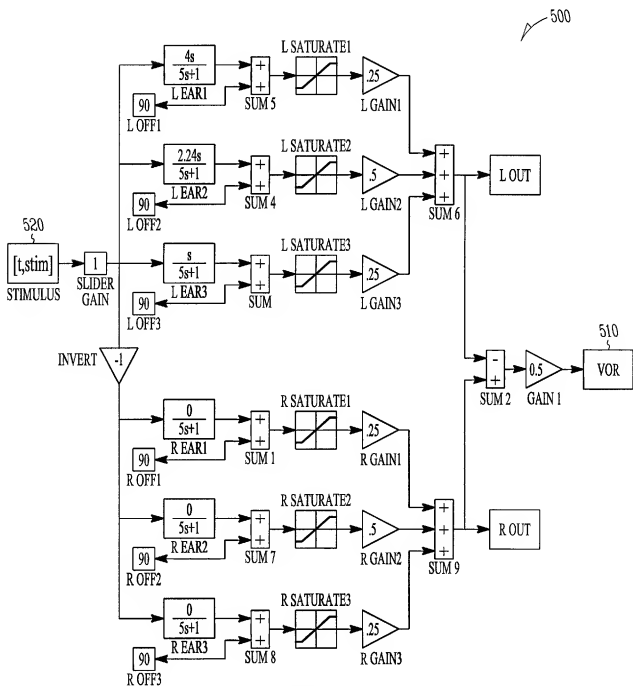 500
4s
5s+1
L EAR1
90
L OFF1
+
+
SUM 5
L SATURATE1
.25
L GAIN1
2.24s
5s+1
L EAR2
90
L OFF2
+
+
SUM 4
L SATURATE2
.5
L GAIN2
+
+
+
SUM 6
L OUT
520
[t,stim]
STIMULUS
1
SLIDER
GAIN
s
5s+1
L EAR3
90
L OFF3
+
+
SUM
L SATURATE3
.25
L GAIN3
INVERT
-1
-
+
SUM 2
0.5
GAIN 1
510
VOR
0
5s+1
R EAR1
90
R OFF1
+
+
SUM 1
R SATURATE1
.25
R GAIN1
0
5s+1
R EAR2
90
R OFF2
+
+
SUM 7
R SATURATE2
.5
R GAIN2
+
+
+
SUM 9
R OUT
0
5s+1
R EAR3
90
R OFF3
+
+
SUM 8
R SATURATE3
.25
R GAIN3